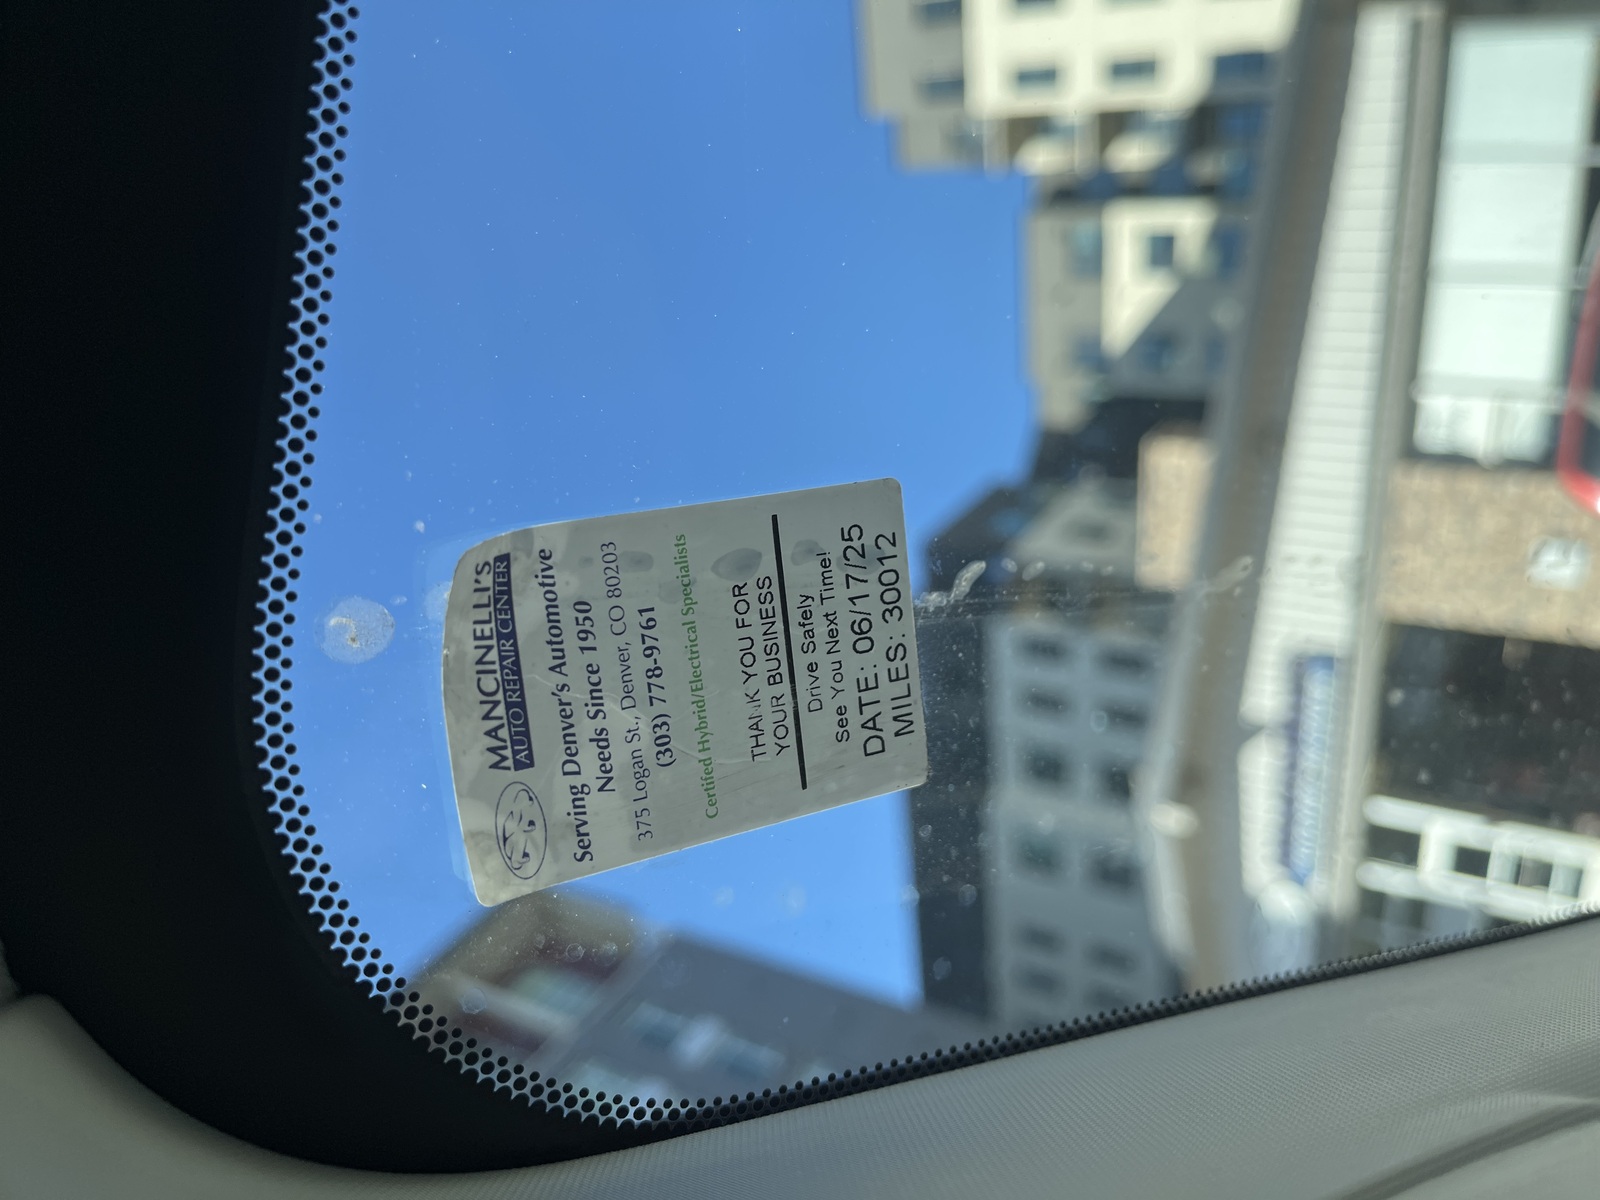 MANCINELLI'S
AUTO REPAIR CENTER
Serving Denver's Automotive
Needs Since 1950
375 Logan St., Denver, CO 80203
(303) 778-9761
Certifed Hybrid/Electrical Specialists
THANK YOU FOR
YOUR BUSINESS
Drive Safely
See You Next Time!
DATE: 06/17/25
MILES: 30012